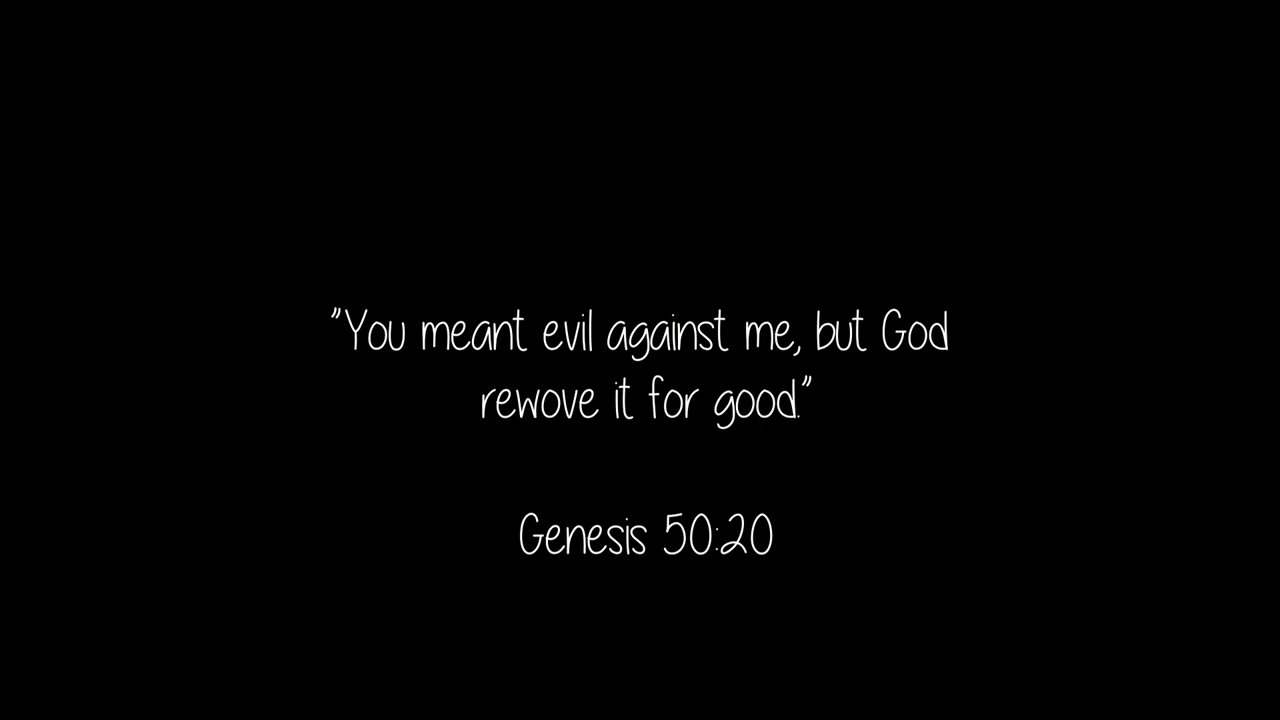 "You meant evil against me, but God
rewove it for good."
Genesis 50:20